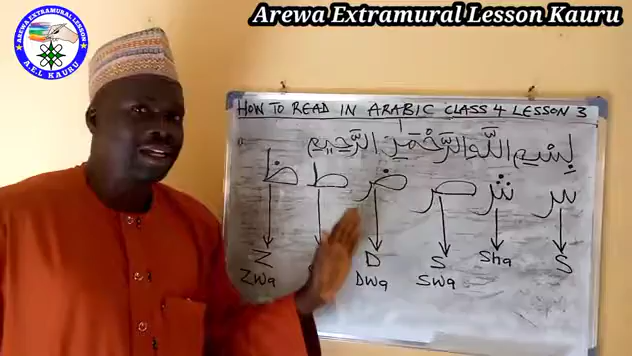 Arewa Extramural Lesson Kauru
AREWA EXTRAMURAL LESSON
A.E.L KAURU
HOW TO READ IN ARABIC CLASS 4 LESSON 3
بِسْمِ اللَّهِ الرَّحْمَٰنِ الرَّحِيمِ
س ش ص ض ط ظ
S Sha S D Z
Swa Dwa Zwa